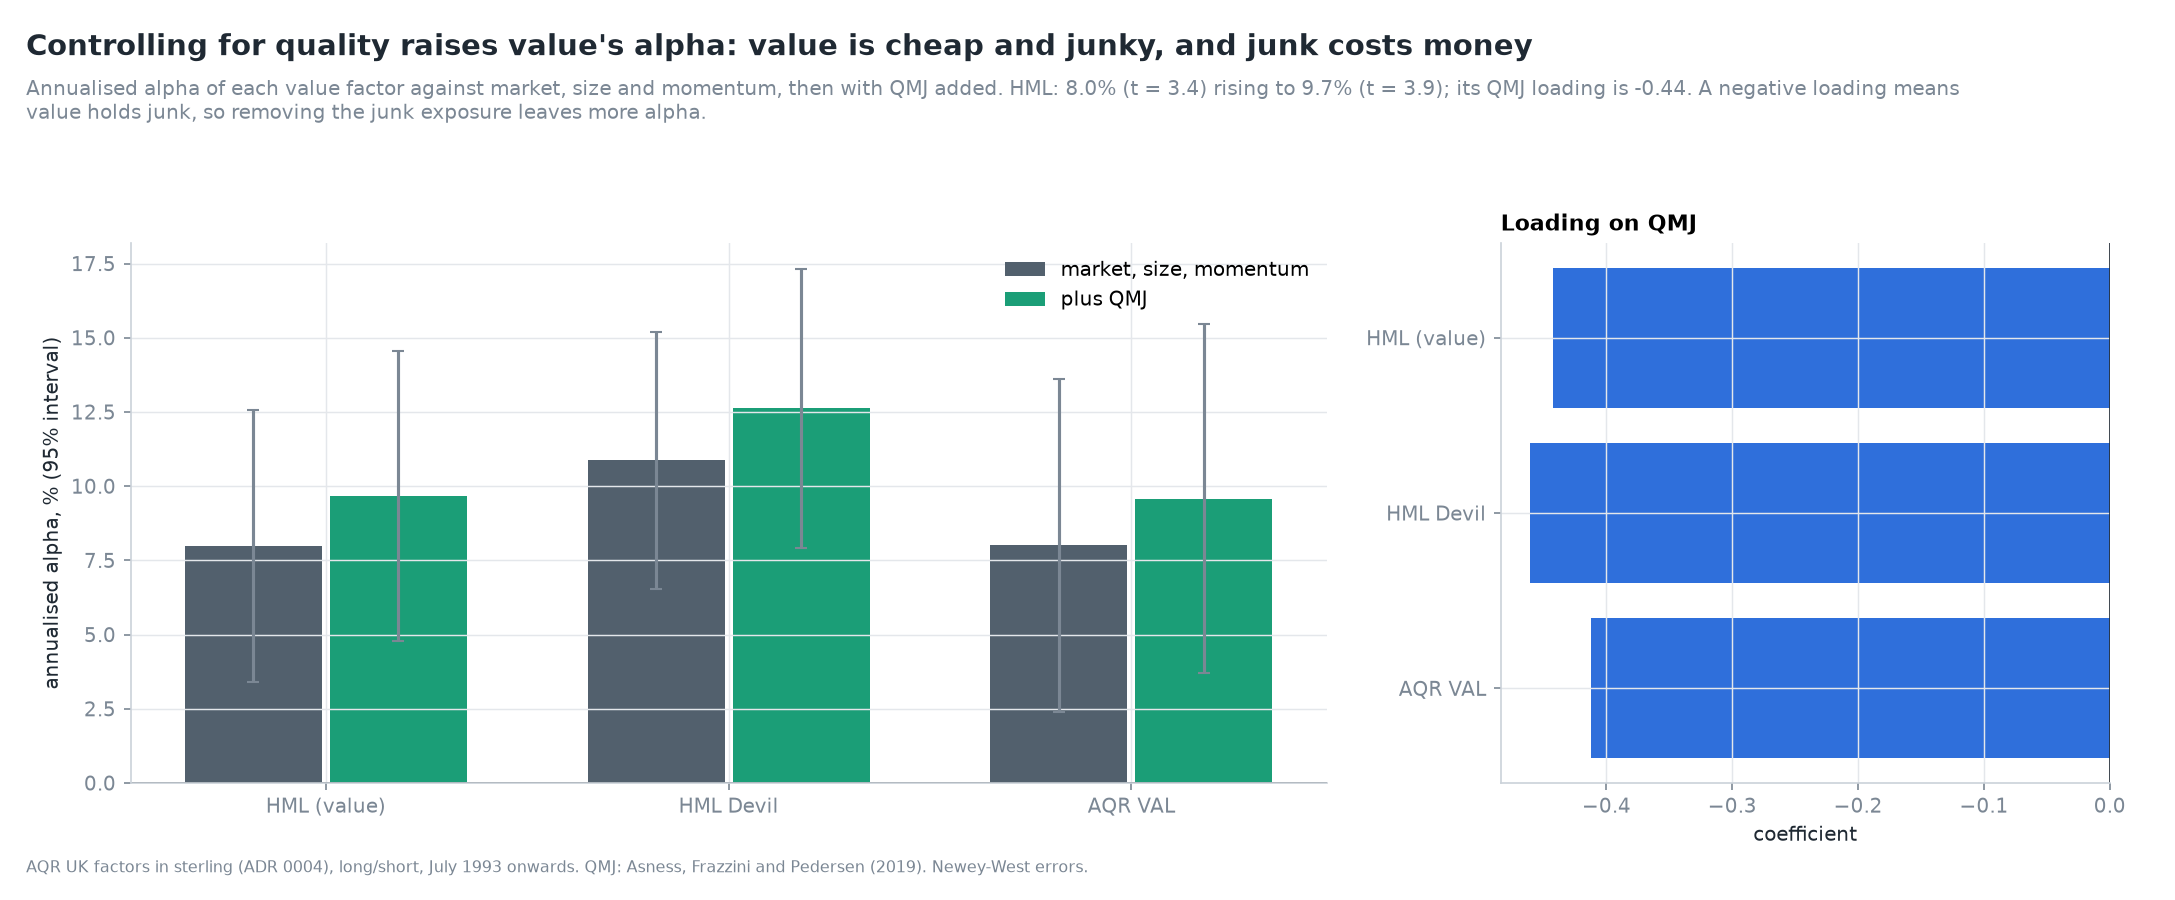 Controlling for quality raises value's alpha: value is cheap and junky, and junk costs money
Annualised alpha of each value factor against market, size and momentum, then with QMJ added. HML: 8.0% (t = 3.4) rising to 9.7% (t = 3.9); its QMJ loading is -0.44. A negative loading means
value holds junk, so removing the junk exposure leaves more alpha.
annualised alpha, % (95% interval)
17.5
15.0
12.5
10.0
7.5
5.0
2.5
0.0
market, size, momentum
plus QMJ
HML (value)
HML Devil
AQR VAL
Loading on QMJ
HML (value)
HML Devil
AQR VAL
−0.4
−0.3
−0.2
−0.1
0.0
coefficient
AQR UK factors in sterling (ADR 0004), long/short, July 1993 onwards. QMJ: Asness, Frazzini and Pedersen (2019). Newey-West errors.